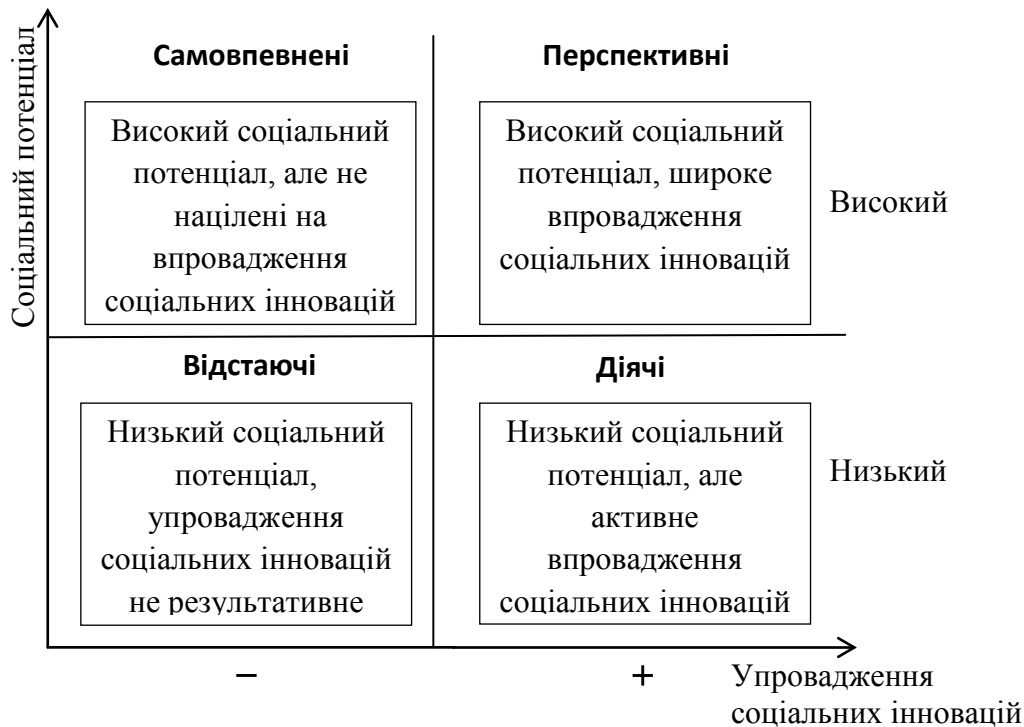 Соціальний потенціал
Самовпевнені
Високий соціальний
потенціал, але не
націлені на
впровадження
соціальних інновацій
Перспективні
Високий соціальний
потенціал, широке
впровадження
соціальних інновацій
Високий
Відстаючі
Низький соціальний
потенціал,
упровадження
соціальних інновацій
не результативне
Діячі
Низький соціальний
потенціал, але
активне
впровадження
соціальних інновацій
Низький
−
+
Упровадження
соціальних інновацій